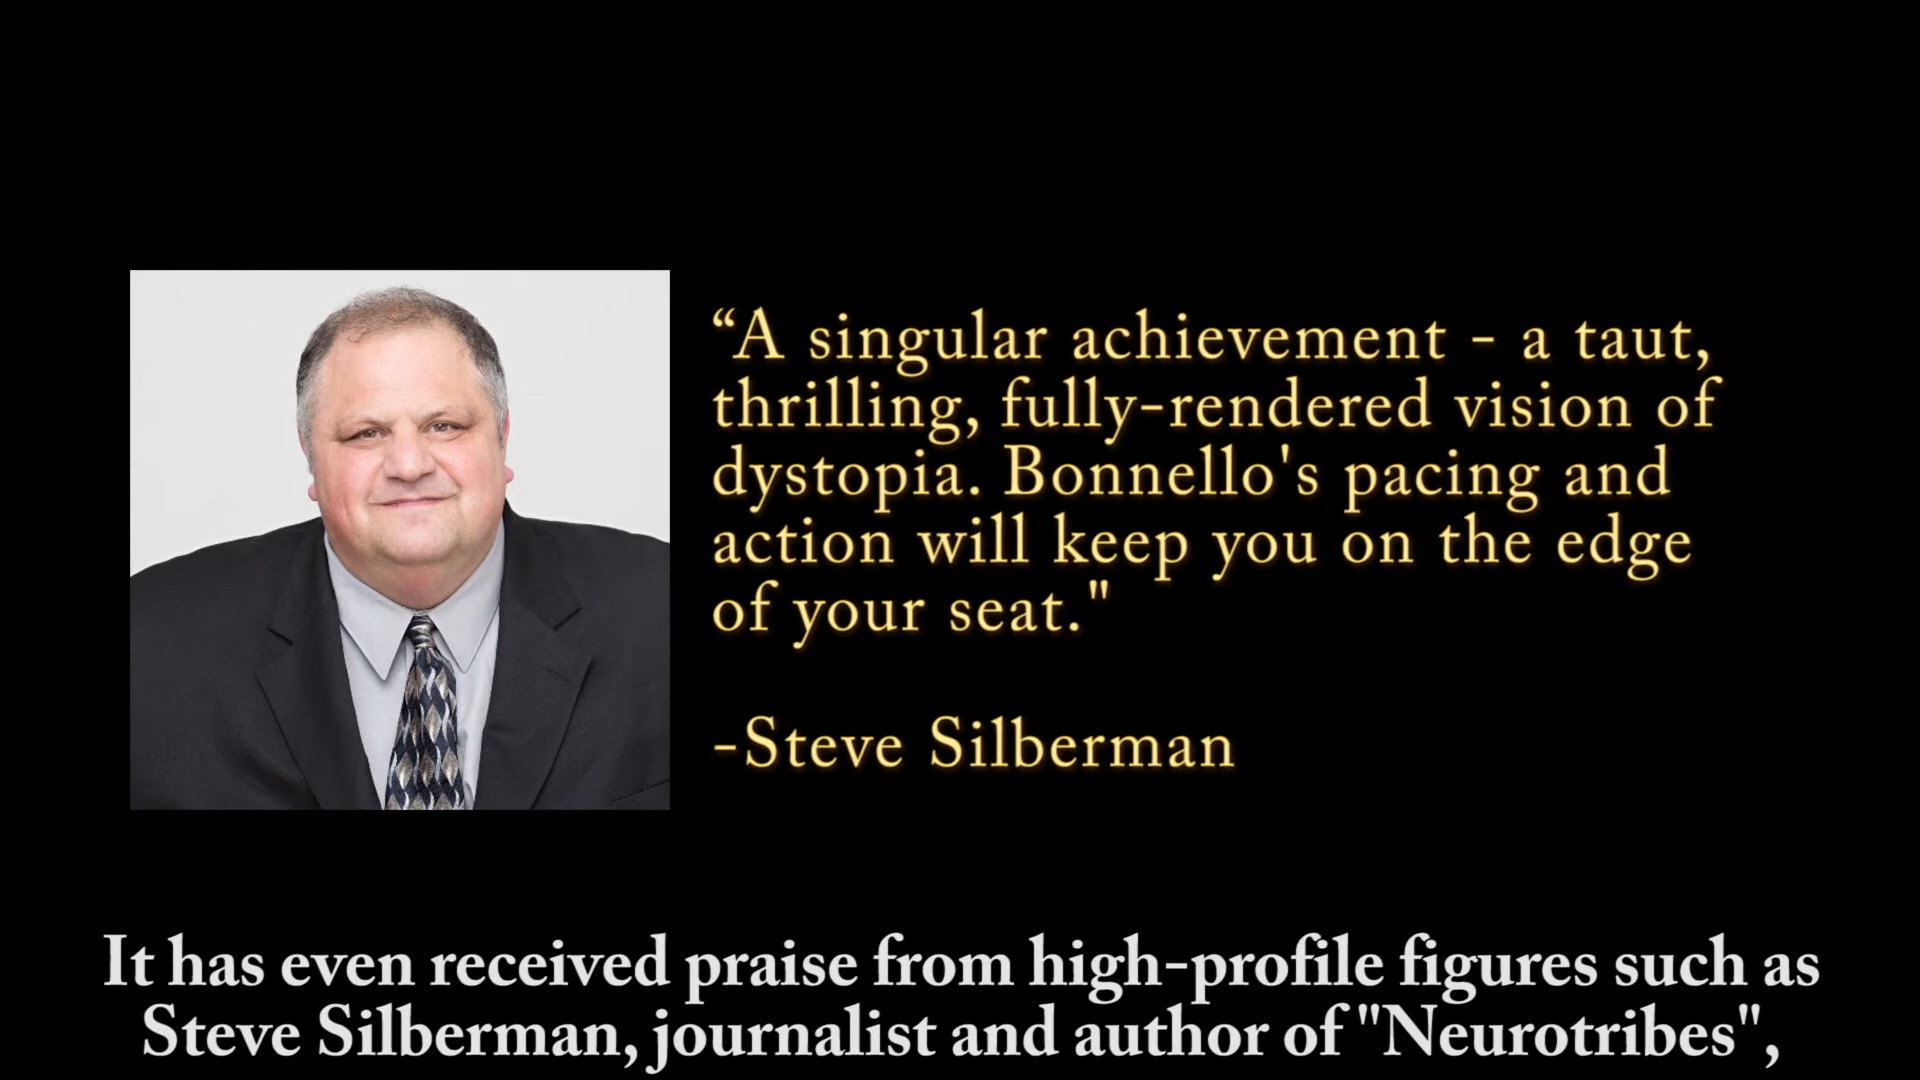 “A singular achievement - a taut,
thrilling, fully-rendered vision of
dystopia. Bonnello's pacing and
action will keep you on the edge
of your seat."
-Steve Silberman
It has even received praise from high-profile figures such as
Steve Silberman, journalist and author of "Neurotribes",